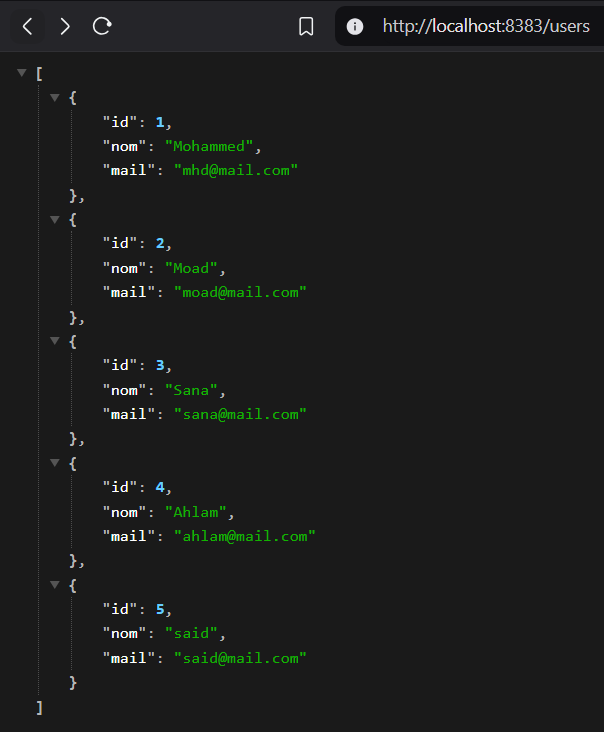 http://localhost:8383/users
[
{
"id": 1,
"nom": "Mohammed",
"mail": "mhd@mail.com"
},
{
"id": 2,
"nom": "Moad",
"mail": "moad@mail.com"
},
{
"id": 3,
"nom": "Sana",
"mail": "sana@mail.com"
},
{
"id": 4,
"nom": "Ahlam",
"mail": "ahlam@mail.com"
},
{
"id": 5,
"nom": "said",
"mail": "said@mail.com"
}
]